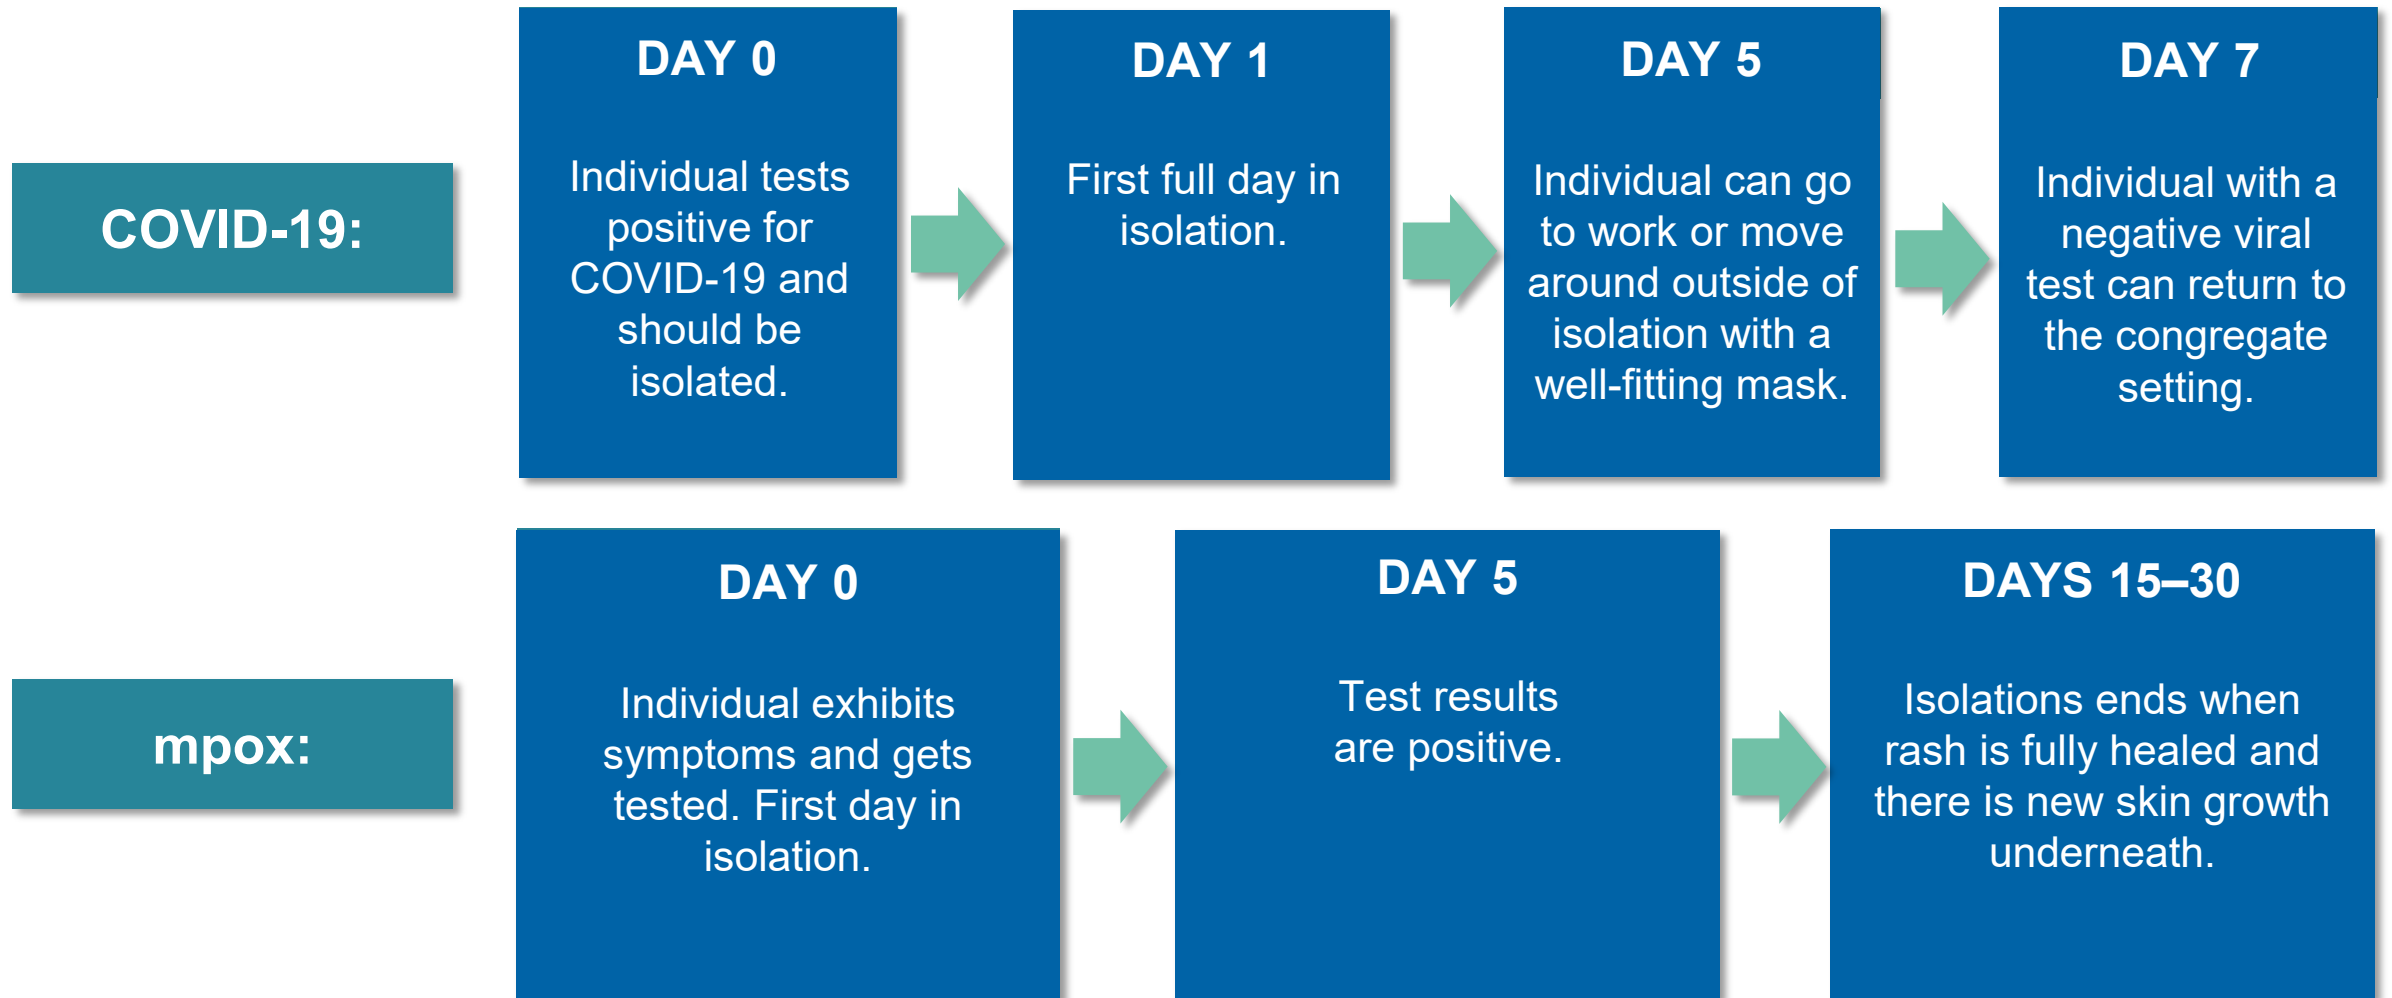 COVID-19:
DAY 0
Individual tests
positive for
COVID-19 and
should be
isolated.
DAY 1
First full day in
isolation.
DAY 5
Individual can go
to work or move
around outside of
isolation with a
well-fitting mask.
DAY 7
Individual with a
negative viral
test can return to
the congregate
setting.
mpox:
DAY 0
Individual exhibits
symptoms and gets
tested. First day in
isolation.
DAY 5
Test results
are positive.
DAYS 15–30
Isolations ends when
rash is fully healed and
there is new skin growth
underneath.